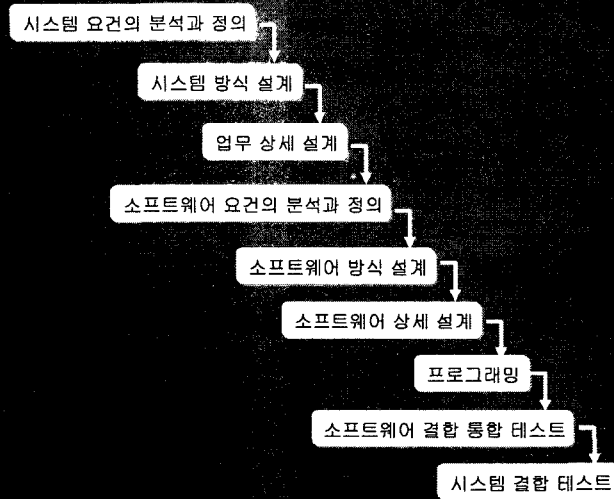 시스템 요건의 분석과 정의
시스템 방식 설계
업무 상세 설계
소프트웨어 요건의 분석과 정의
소프트웨어 방식 설계
소프트웨어 상세 설계
프로그래밍
소프트웨어 결합 통합 테스트
시스템 결합 테스트